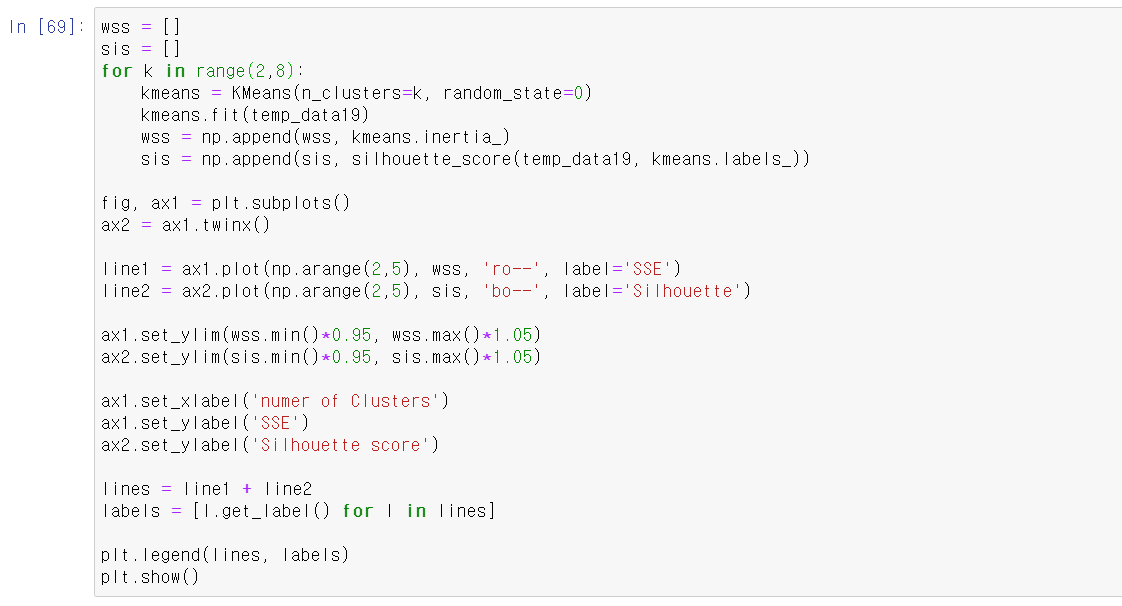 In [69]:
wss = []
sis = []
for k in range(2,8):
    kmeans = KMeans(n_clusters=k, random_state=0)
    kmeans.fit(temp_data19)
    wss = np.append(wss, kmeans.inertia_)
    sis = np.append(sis, silhouette_score(temp_data19, kmeans.labels_))

fig, ax1 = plt.subplots()
ax2 = ax1.twinx()

line1 = ax1.plot(np.arange(2,5), wss, 'ro--', label='SSE')
line2 = ax2.plot(np.arange(2,5), sis, 'bo--', label='Silhouette')

ax1.set_ylim(wss.min()*0.95, wss.max()*1.05)
ax2.set_ylim(sis.min()*0.95, sis.max()*1.05)

ax1.set_xlabel('numer of Clusters')
ax1.set_ylabel('SSE')
ax2.set_ylabel('Silhouette score')

lines = line1 + line2
labels = [l.get_label() for l in lines]

plt.legend(lines, labels)
plt.show()